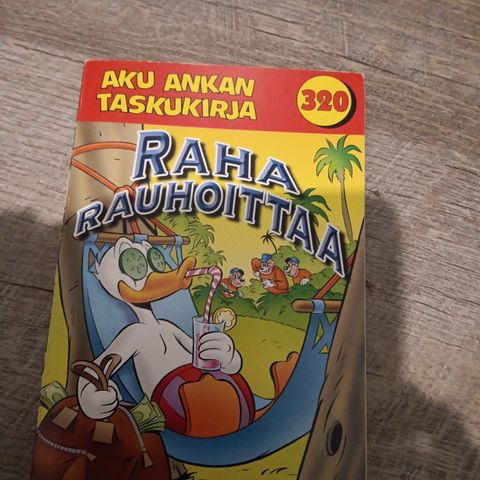 AKU ANKAN
TASKUKIRJA
320
RAHA
RAUHOITTAA